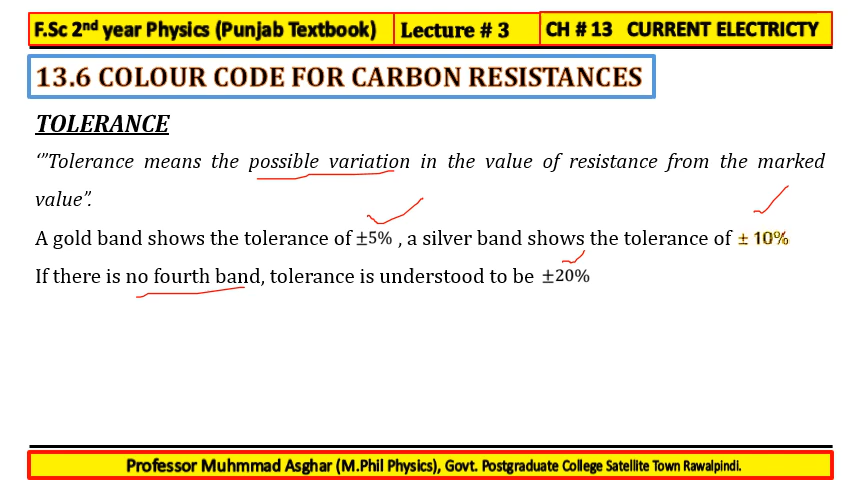 F.Sc 2nd year Physics (Punjab Textbook) Lecture # 3 CH # 13 CURRENT ELECTRICTY
13.6 COLOUR CODE FOR CARBON RESISTANCES
TOLERANCE
‘”Tolerance means the possible variation in the value of resistance from the marked
value”.
A gold band shows the tolerance of ±5% , a silver band shows the tolerance of ± 10%
If there is no fourth band, tolerance is understood to be ±20%
Professor Muhmmad Asghar (M.Phil Physics), Govt. Postgraduate College Satellite Town Rawalpindi.